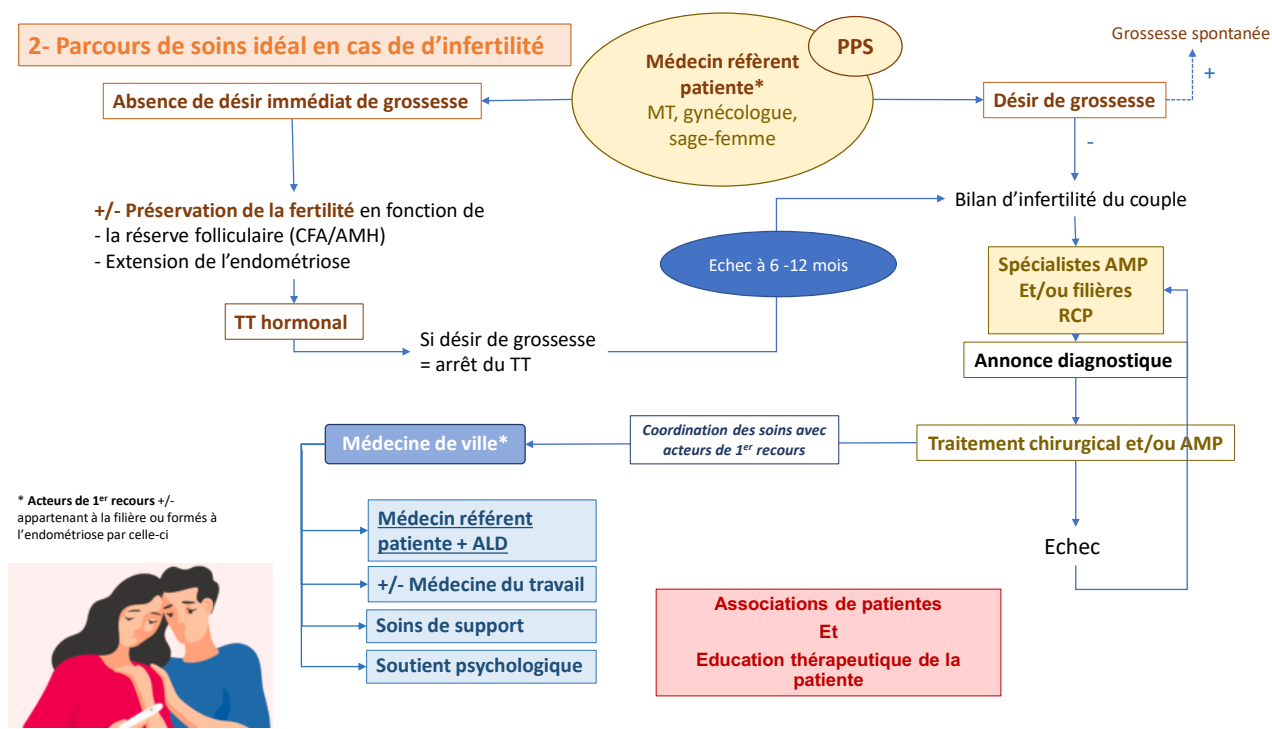 2- Parcours de soins idéal en cas de d’infertilité
PPS
Médecin réfèrent
patiente*
MT, gynécologue,
sage-femme
Grossesse spontanée
+
Absence de désir immédiat de grossesse
Désir de grossesse
-
+/- Préservation de la fertilité en fonction de
- la réserve folliculaire (CFA/AMH)
- Extension de l’endométriose
Bilan d’infertilité du couple
Echec à 6 -12 mois
Spécialistes AMP
Et/ou filières
RCP
TT hormonal
Si désir de grossesse
= arrêt du TT
Annonce diagnostique
Médecine de ville*
Coordination des soins avec
acteurs de 1er recours
Traitement chirurgical et/ou AMP
* Acteurs de 1er recours +/-
appartenant à la filière ou formés à
l’endométriose par celle-ci
Médecin référent
patiente + ALD
+/- Médecine du travail
Soins de support
Soutient psychologique
Echec
Associations de patientes
Et
Education thérapeutique de la
patiente